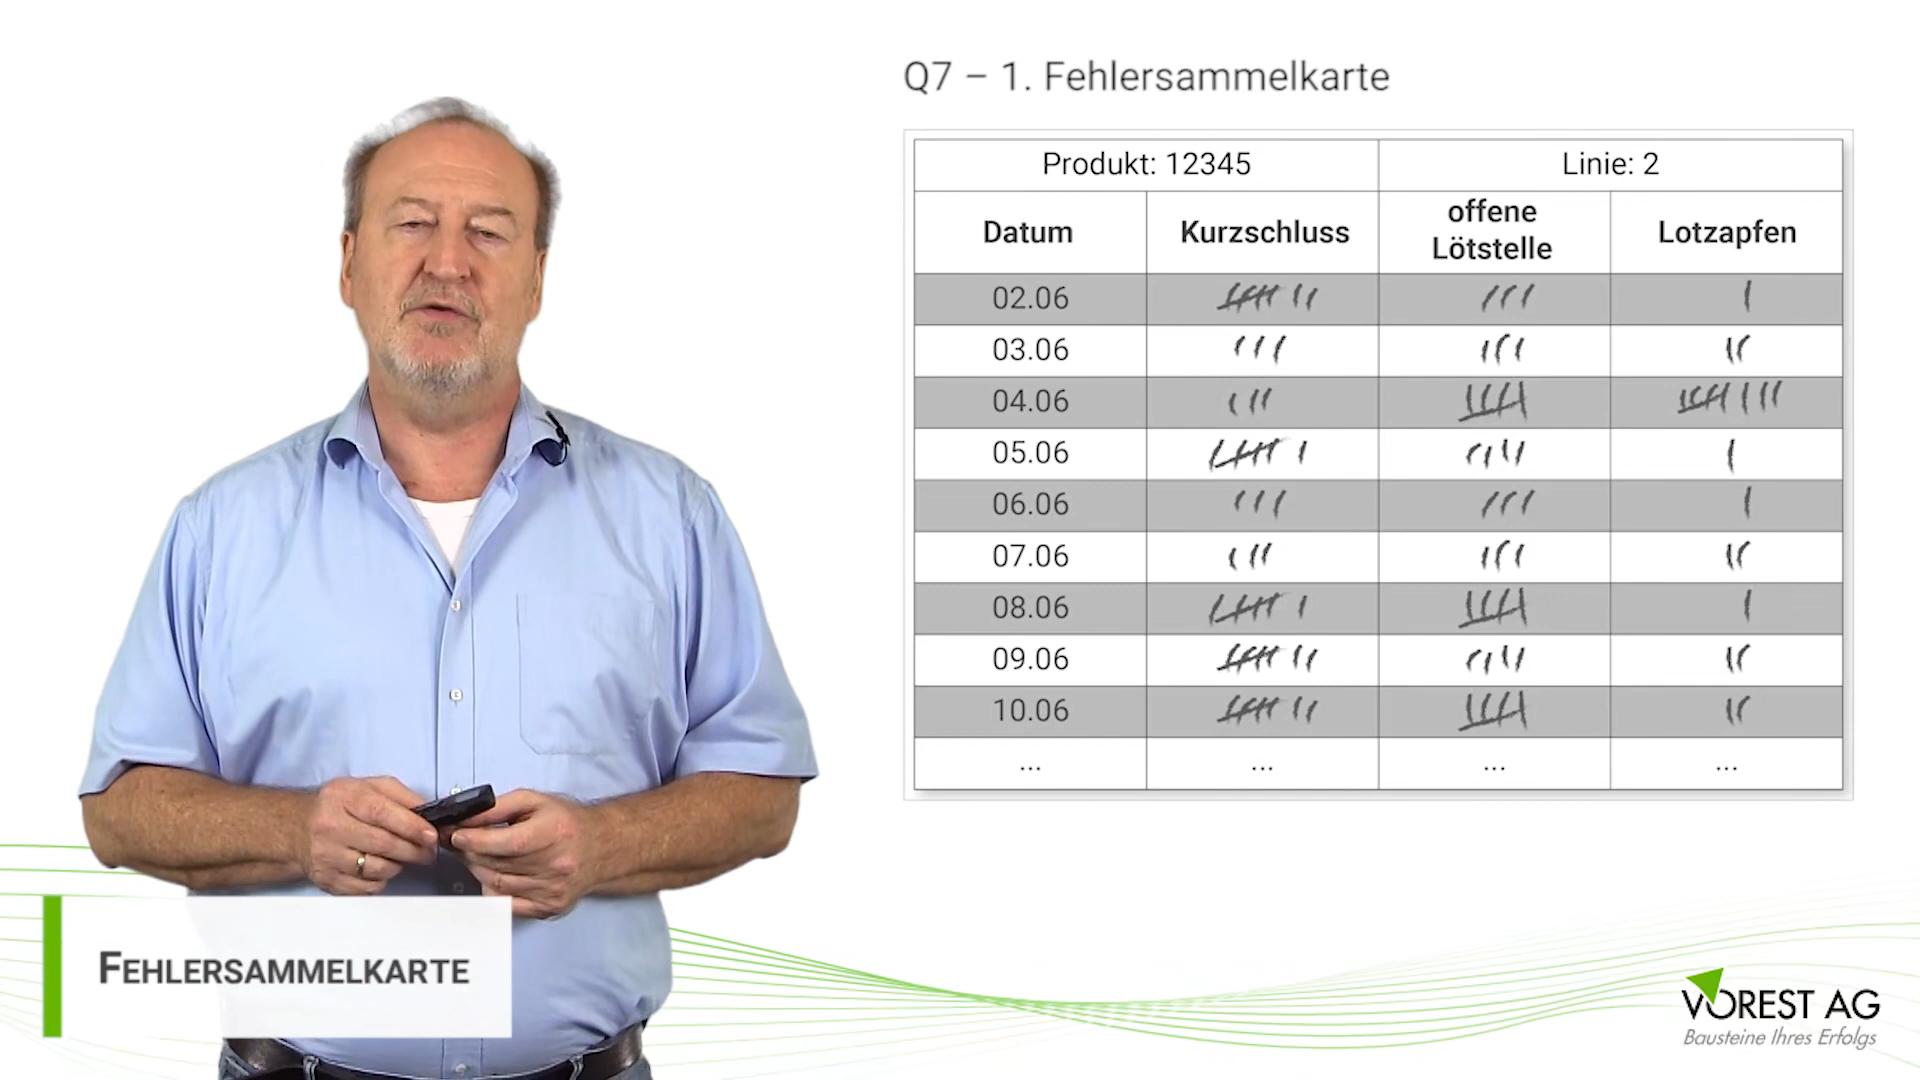 Q7 – 1. Fehlersammelkarte
Produkt: 12345 Linie: 2
Datum Kurzschluss offene Lötstelle Lotzapfen
02.06
03.06
04.06
05.06
06.06
07.06
08.06
09.06
10.06
... ... ... ...
FEHLERSAMMELKARTE
VOREST AG
Bausteine Ihres Erfolgs